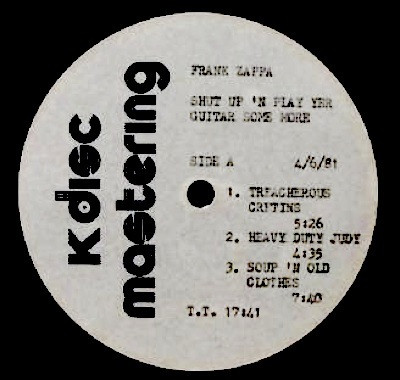 Kdisc
mastering
FRANK ZAPPA
SHUT UP 'N PLAY YER
GUITAR SOME MORE
SIDE A 4/6/81
1. TREACHEROUS
CRETINS
5:26
2. HEAVY DUTY JUDY
4:35
3. SOUP 'N OLD
CLOTHES
7:40
T.T. 17:41